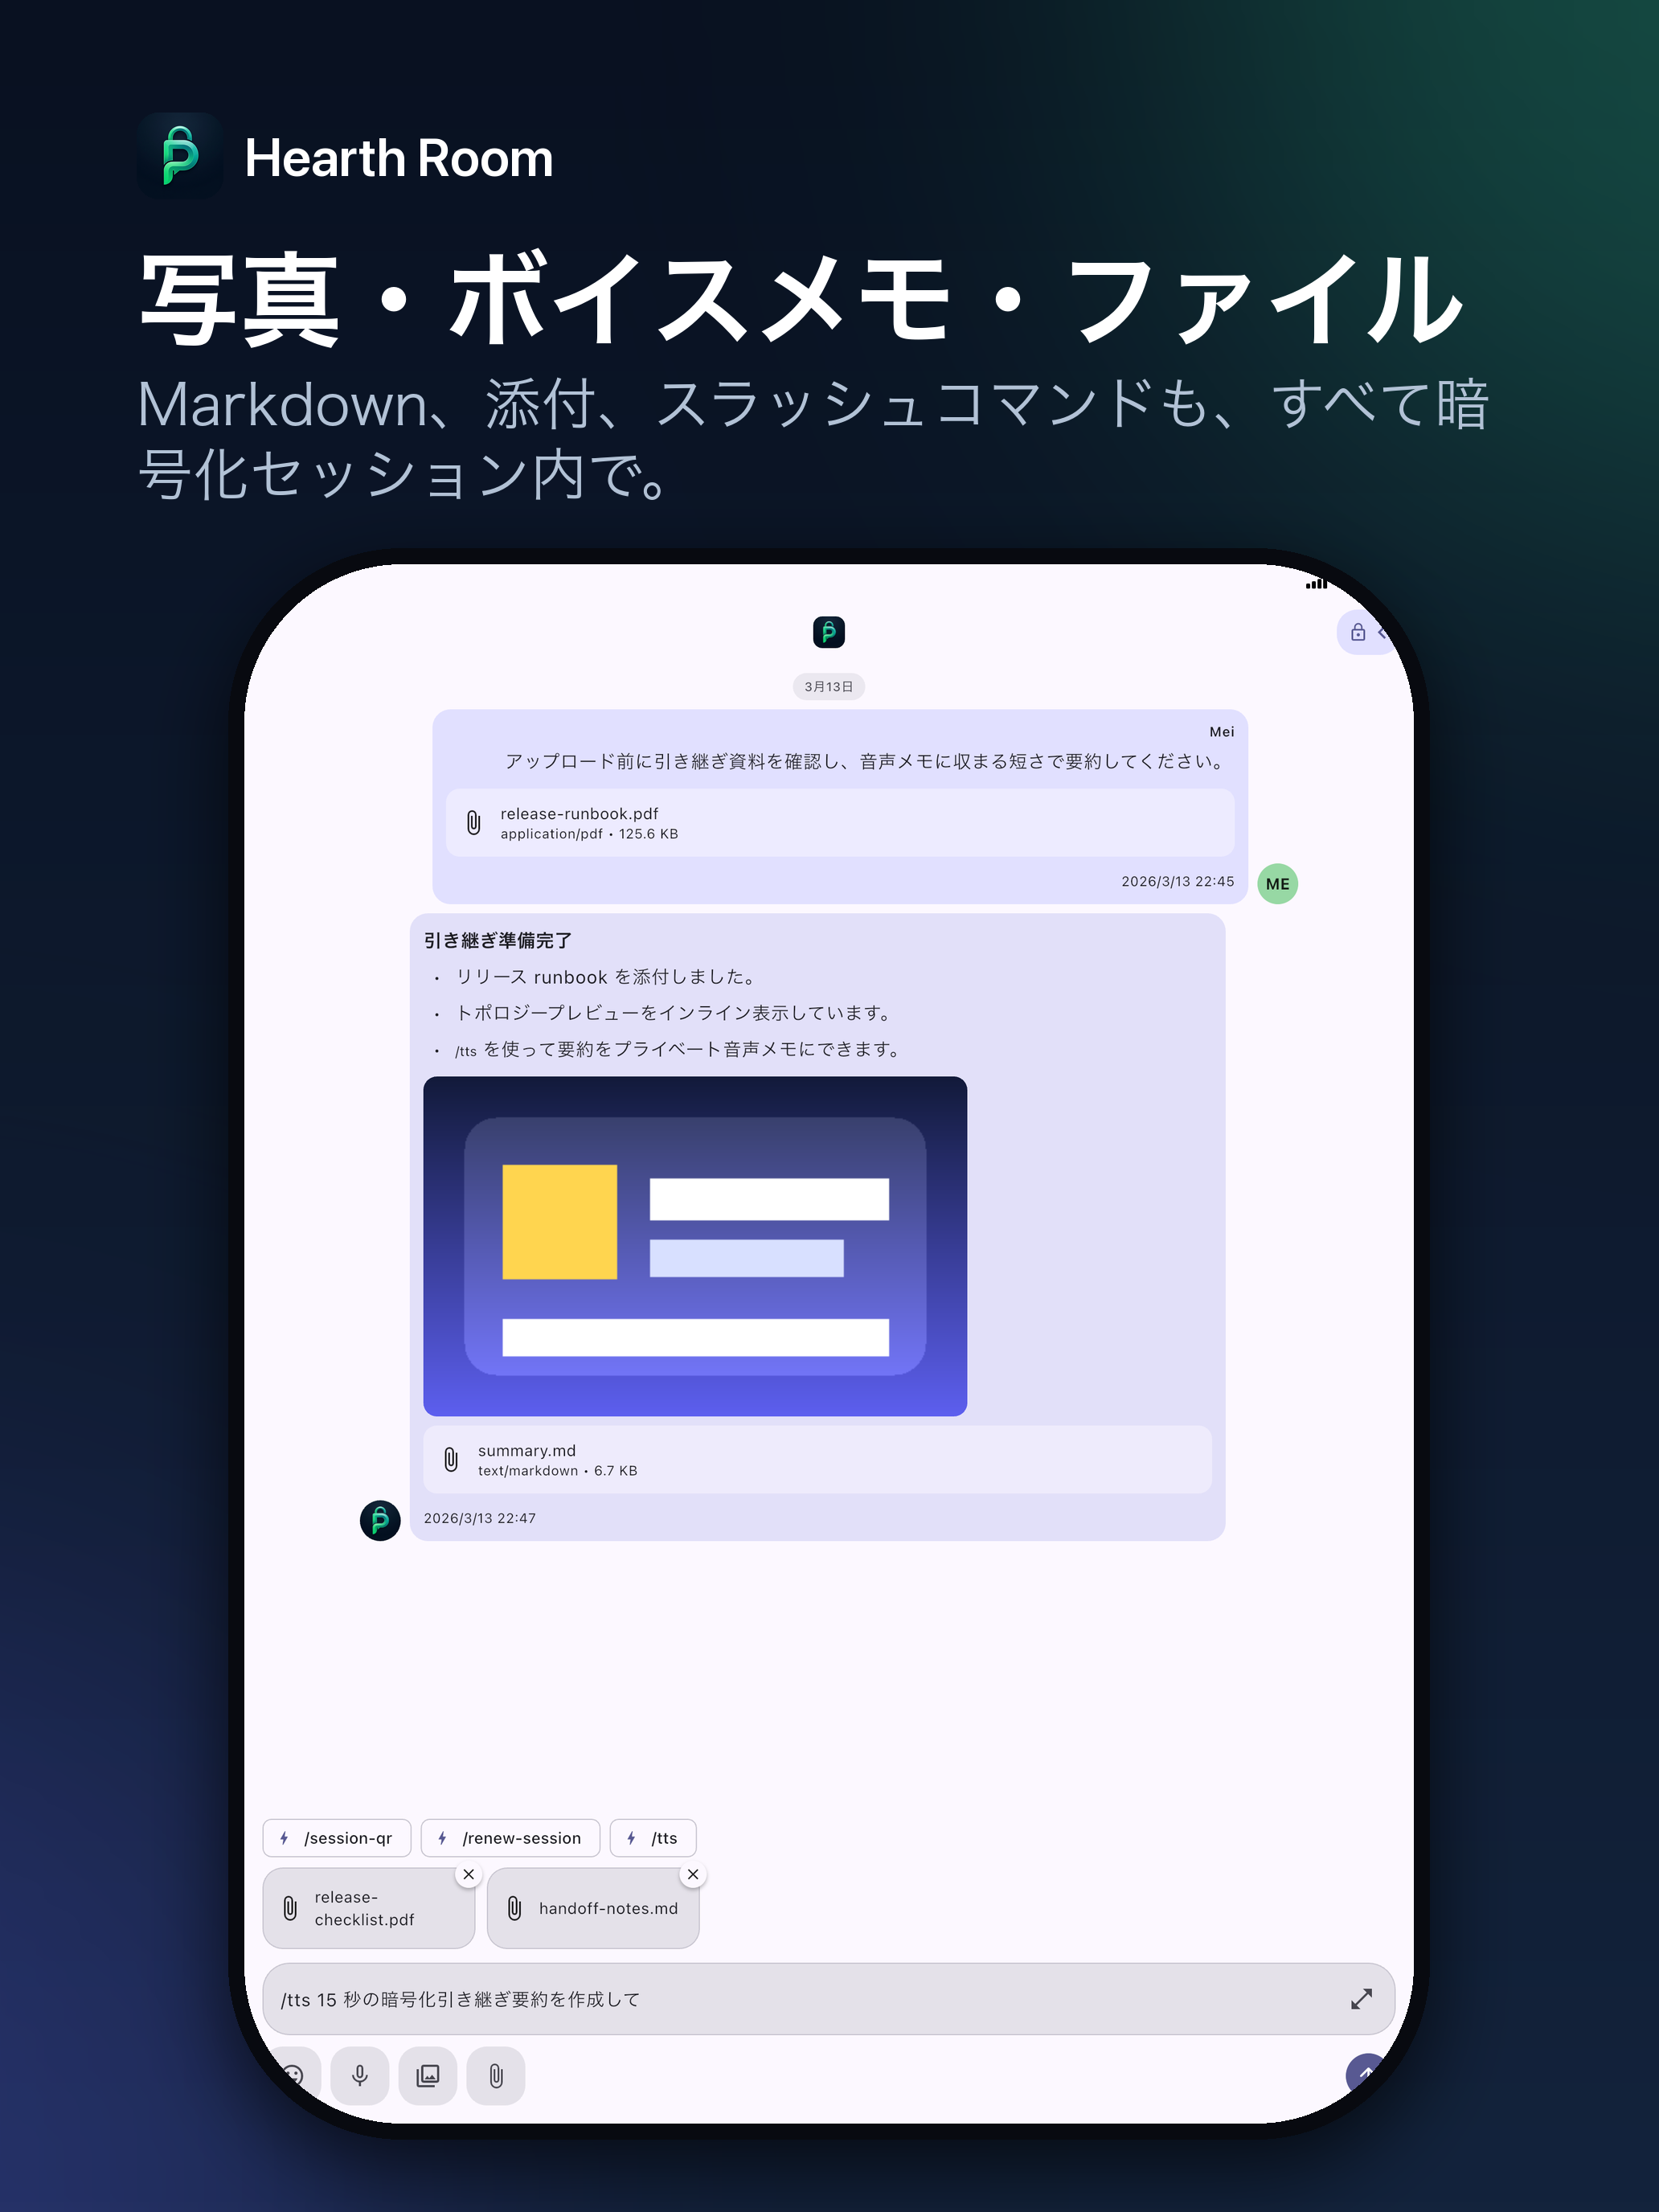 Hearth Room
写真・ボイスメモ・ファイル
Markdown、添付、スラッシュコマンドも、すべて暗
号化セッション内で。
3月13日
Mei
アップロード前に引き継ぎ資料を確認し、音声メモに収まる短さで要約してください。
release-runbook.pdf
application/pdf • 125.6 KB
2026/3/13 22:45
ME
引き継ぎ準備完了
• リリース runbook を添付しました。
• トポロジープレビューをインライン表示しています。
• /tts を使って要約をプライベート音声メモにできます。
summary.md
text/markdown • 6.7 KB
2026/3/13 22:47
/session-qr
/renew-session
/tts
release-
checklist.pdf
handoff-notes.md
/tts 15 秒の暗号化引き継ぎ要約を作成して